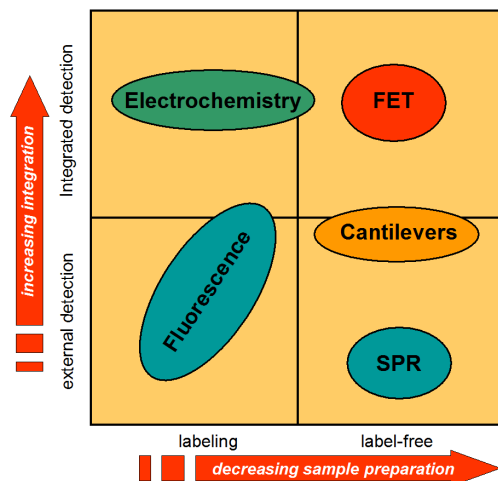 Electrochemistry
FET
Integrated detection
increasing integration
Cantilevers
Fluorescence
external detection
SPR
labeling
label-free
decreasing sample preparation